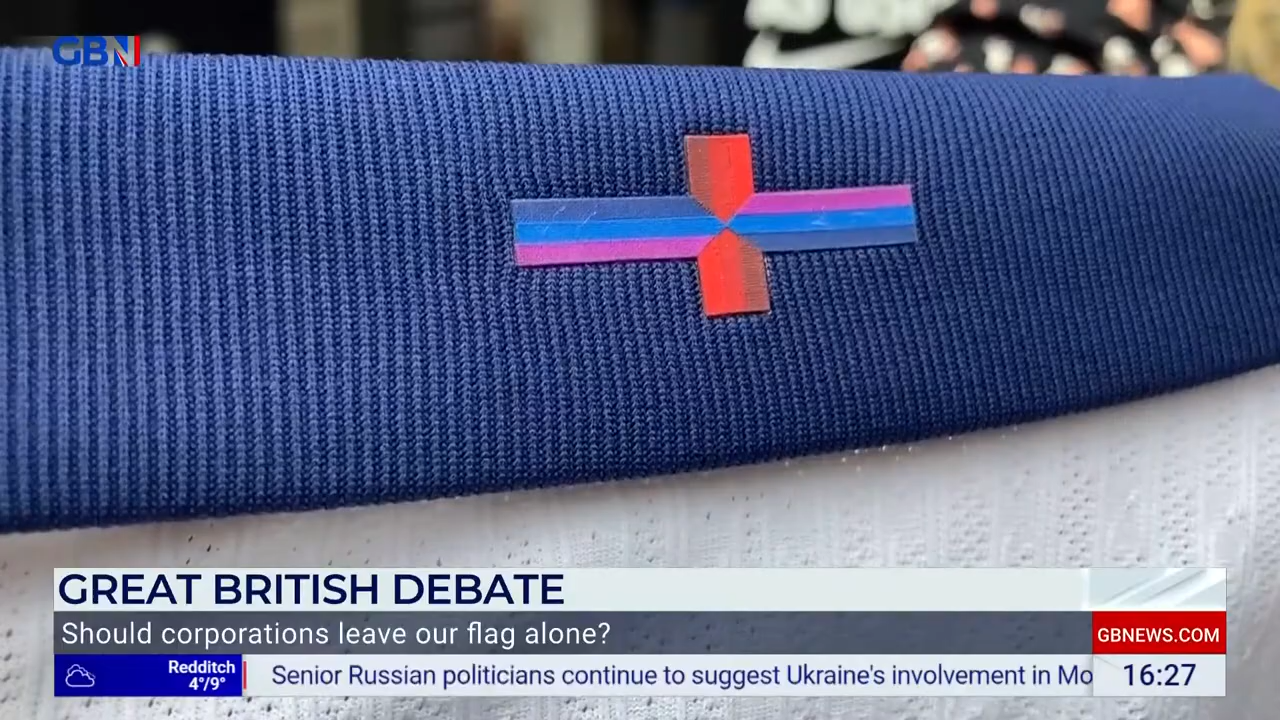 GBN
GREAT BRITISH DEBATE
Should corporations leave our flag alone?
GBNEWS.COM
Redditch
4°/9°
Senior Russian politicians continue to suggest Ukraine's involvement in Mo
16:27